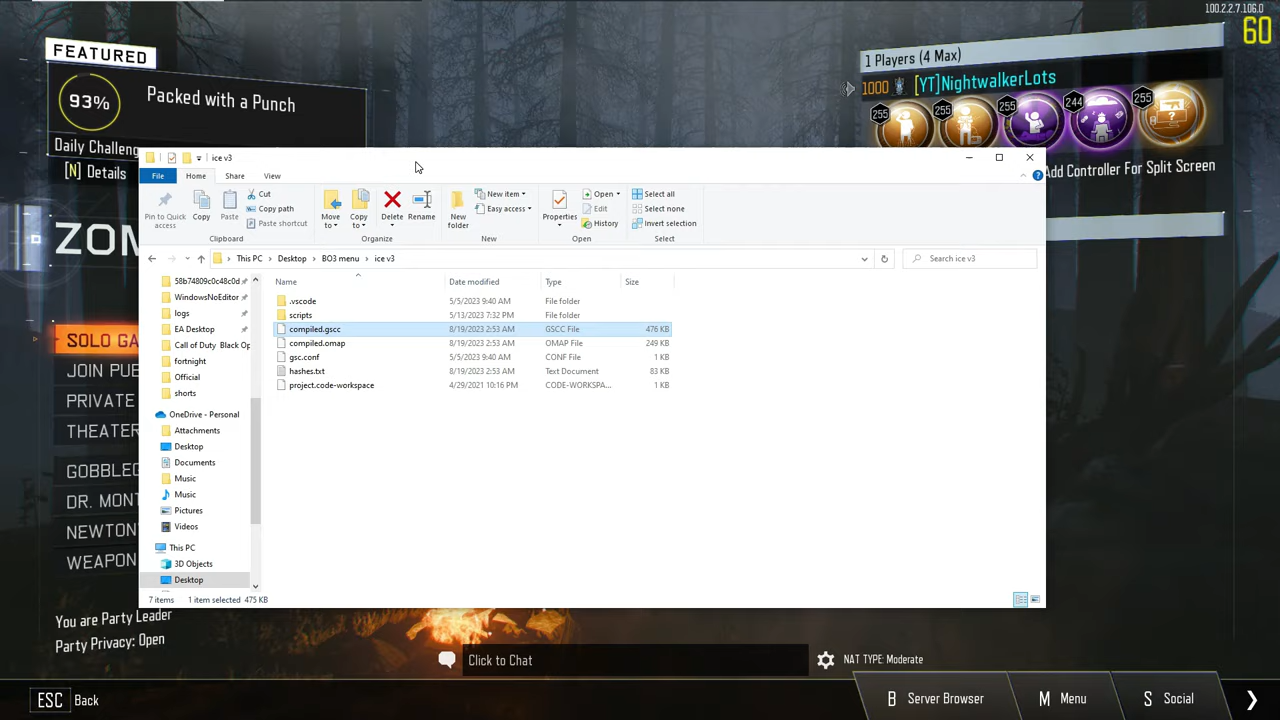 100.2.2.7.106.0
60
FEATURED
93%
Packed with a Punch
Daily Challeng
[N] Details
1 Players (4 Max)
1000 [YT]NightwalkerLots
255 255 255 244 255
Add Controller For Split Screen
ice v3
File Home Share View
Pin to Quick access
Copy
Paste
Cut
Copy path
Paste shortcut
Clipboard
Move to
Copy to
Delete
Rename
Organize
New folder
New item
Easy access
New
Properties
Open
Edit
History
Open
Select all
Select none
Invert selection
Select
This PC > Desktop > BO3 menu > ice v3
Search ice v3
58b74809c0c48c0d
WindowsNoEditor
logs
EA Desktop
Call of Duty Black Op
fortnight
Official
shorts
OneDrive - Personal
Attachments
Desktop
Documents
Music
Music
Pictures
Videos
This PC
3D Objects
Desktop
Name Date modified Type Size
.vscode 5/5/2023 9:40 AM File folder
scripts 5/13/2023 7:32 PM File folder
compiled.gscc 8/19/2023 2:53 AM GSCC File 476 KB
compiled.omap 8/19/2023 2:53 AM OMAP File 249 KB
gsc.conf 5/5/2023 9:40 AM CONF File 1 KB
hashes.txt 8/19/2023 2:53 AM Text Document 83 KB
project.code-workspace 4/29/2021 10:16 PM CODE-WORKSPA... 1 KB
7 items 1 item selected 475 KB
ZOM
SOLO GA
JOIN PUB
PRIVATE
THEATER
GOBBLEG
DR. MONT
NEWTON
WEAPON
You are Party Leader
Party Privacy: Open
Click to Chat
NAT TYPE: Moderate
ESC Back
B Server Browser
M Menu
S Social